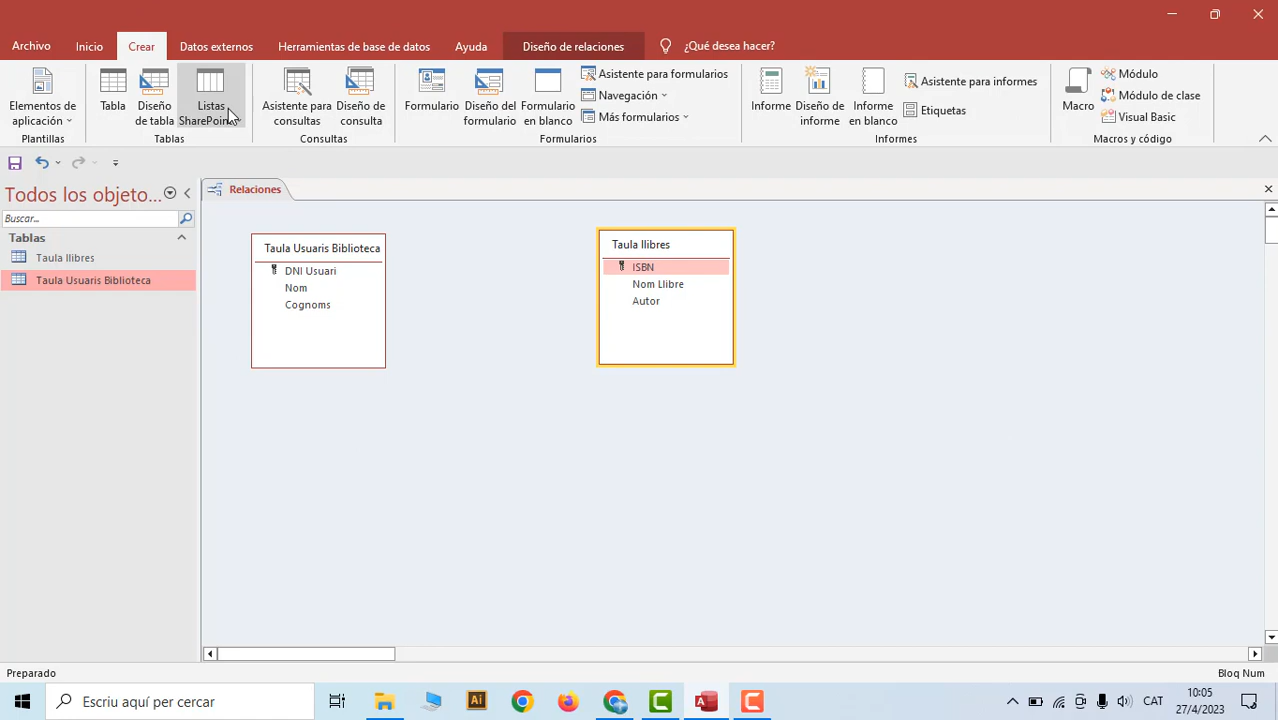 Archivo Inicio Crear Datos externos Herramientas de base de datos Ayuda Diseño de relaciones ¿Qué desea hacer?
Elementos de aplicación
Tabla
Diseño de tabla
Listas SharePoint
Asistente para consultas
Diseño de consulta
Formulario
Diseño del formulario
Formulario en blanco
Asistente para formularios
Navegación
Más formularios
Informe
Diseño de informe
Informe en blanco
Asistente para informes
Etiquetas
Macro
Módulo
Módulo de clase
Visual Basic
Plantillas Tablas Consultas Formularios Informes Macros y código
Todos los objeto...
Buscar...
Tablas
Taula llibres
Taula Usuaris Biblioteca
Relaciones
Taula Usuaris Biblioteca
DNI Usuari
Nom
Cognoms
Taula llibres
ISBN
Nom Llibre
Autor
Preparado
Bloq Num
Escriu aquí per cercar
Ai
CAT
10:05
27/4/2023